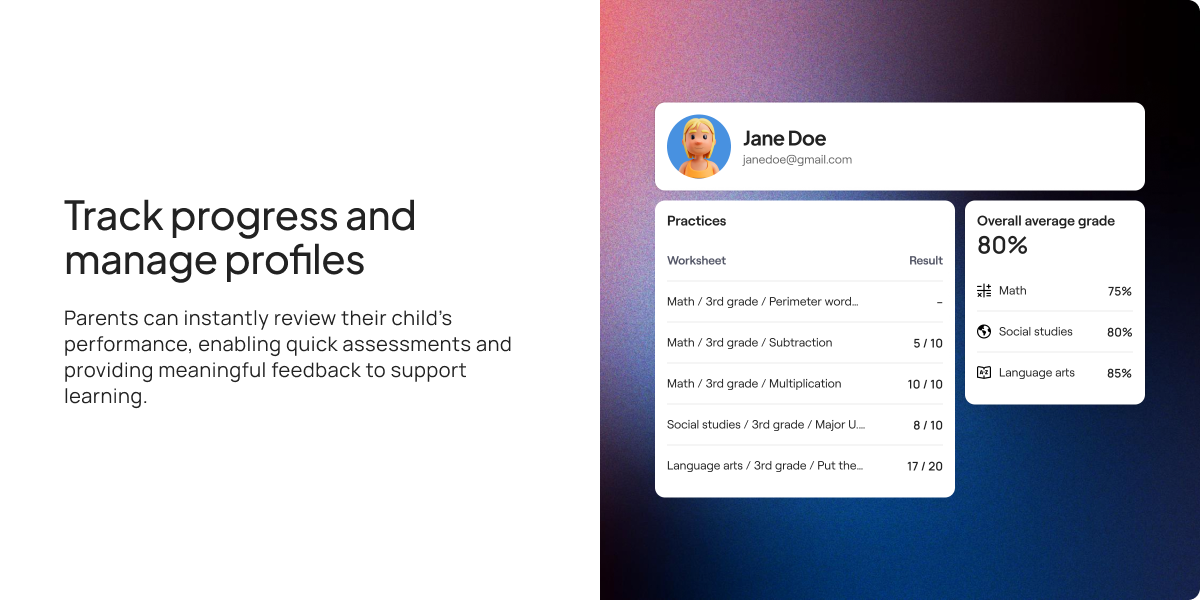 Track progress and
manage profiles
Parents can instantly review their child's
performance, enabling quick assessments and
providing meaningful feedback to support
learning.
Jane Doe
janedoe@gmail.com
Practices
Worksheet Result
Math / 3rd grade / Perimeter word... –
Math / 3rd grade / Subtraction 5 / 10
Math / 3rd grade / Multiplication 10 / 10
Social studies / 3rd grade / Major U.... 8 / 10
Language arts / 3rd grade / Put the... 17 / 20
Overall average grade
80%
Math 75%
Social studies 80%
Language arts 85%